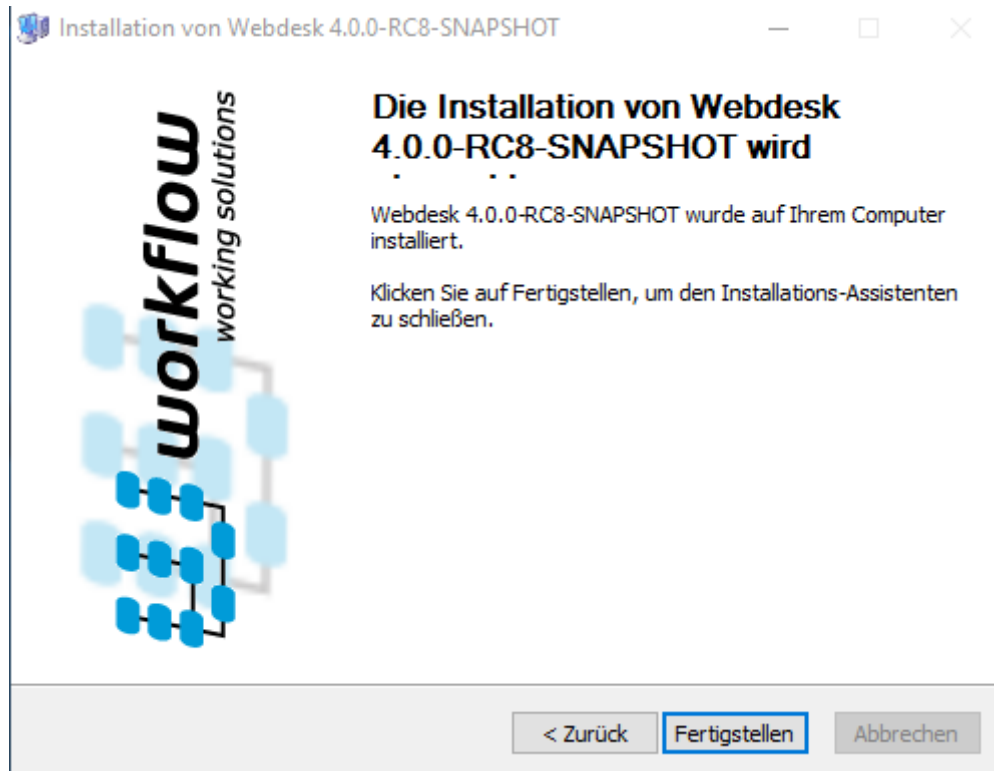 Installation von Webdesk 4.0.0-RC8-SNAPSHOT
workflow
working solutions
Die Installation von Webdesk
4.0.0-RC8-SNAPSHOT wird
Webdesk 4.0.0-RC8-SNAPSHOT wurde auf Ihrem Computer
installiert.
Klicken Sie auf Fertigstellen, um den Installations-Assistenten
zu schließen.
< Zurück
Fertigstellen
Abbrechen